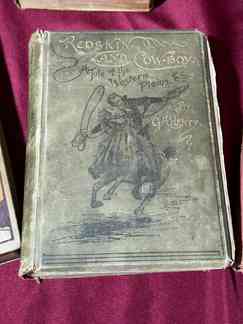 REDSKIN
AND COW-BOY
A Tale of the
Western Plains
By
G.A. Henty